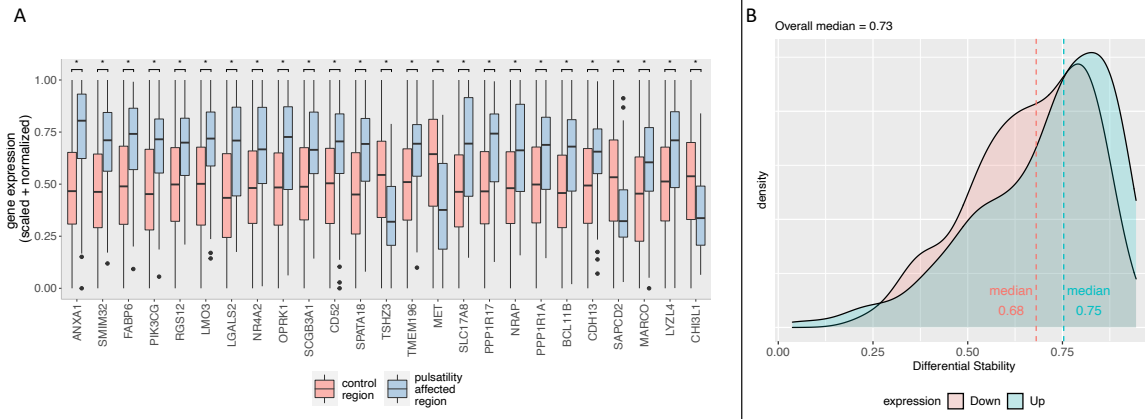 A
* * * * * * * * * * * * * * * * * * * * * * * * *
gene expression
(scaled + normalized)
1.00
0.75
0.50
0.25
0.00
ANXA1
SMIM32
FABP6
PIK3CG
RGS12
LMO3
LGALS2
NR4A2
OPRK1
SCGB3A1
CD52
SPATA18
TSHZ3
TMEM196
MET
SLC17A8
PPP1R17
NRAP
PPP1R1A
BCL11B
CDH13
SAPCD2
MARCO
LYZL4
CHI3L1
control
region
pulsatility
affected
region
B
Overall median = 0.73
density
median
0.68
median
0.75
0.00
0.25
0.50
0.75
Differential Stability
expression Down Up